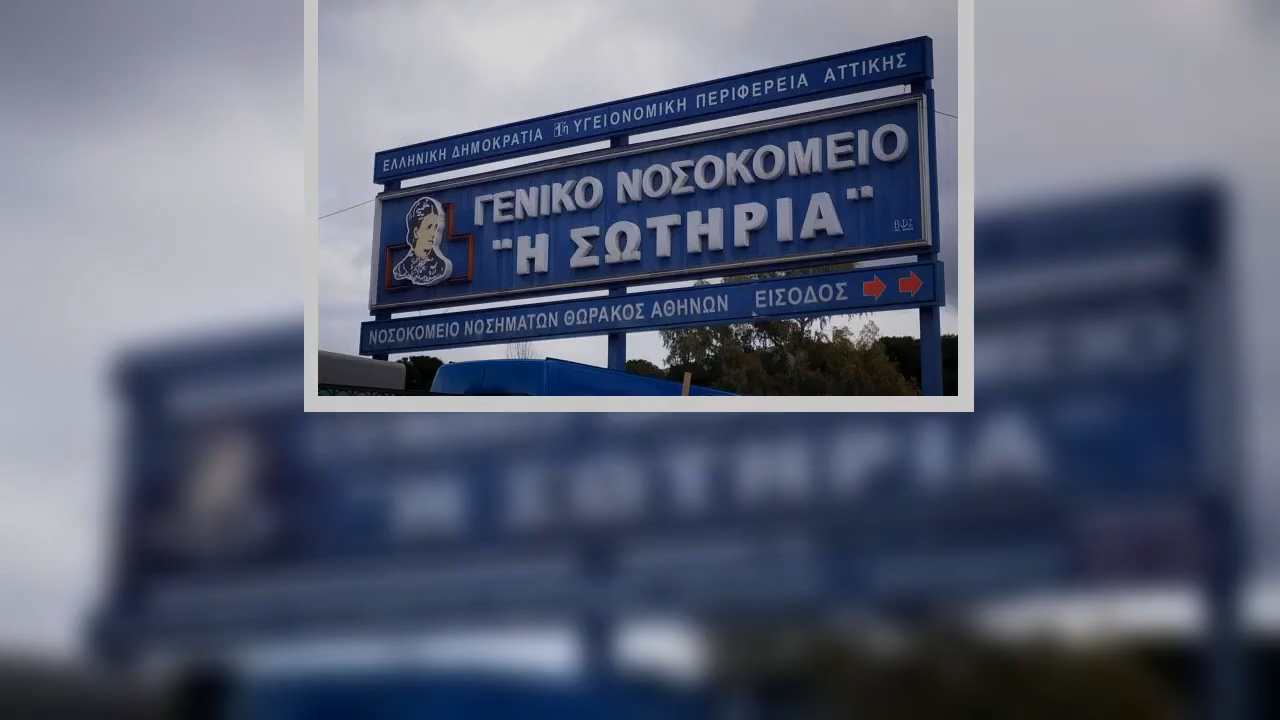 ΕΛΛΗΝΙΚΗ ΔΗΜΟΚΡΑΤΙΑ 1η ΥΓΕΙΟΝΟΜΙΚΗ ΠΕΡΙΦΕΡΕΙΑ ΑΤΤΙΚΗΣ
ΓΕΝΙΚΟ ΝΟΣΟΚΟΜΕΙΟ
"Η ΣΩΤΗΡΙΑ"
ΝΟΣΟΚΟΜΕΙΟ ΝΟΣΗΜΑΤΩΝ ΘΩΡΑΚΟΣ ΑΘΗΝΩΝ ΕΙΣΟΔΟΣ